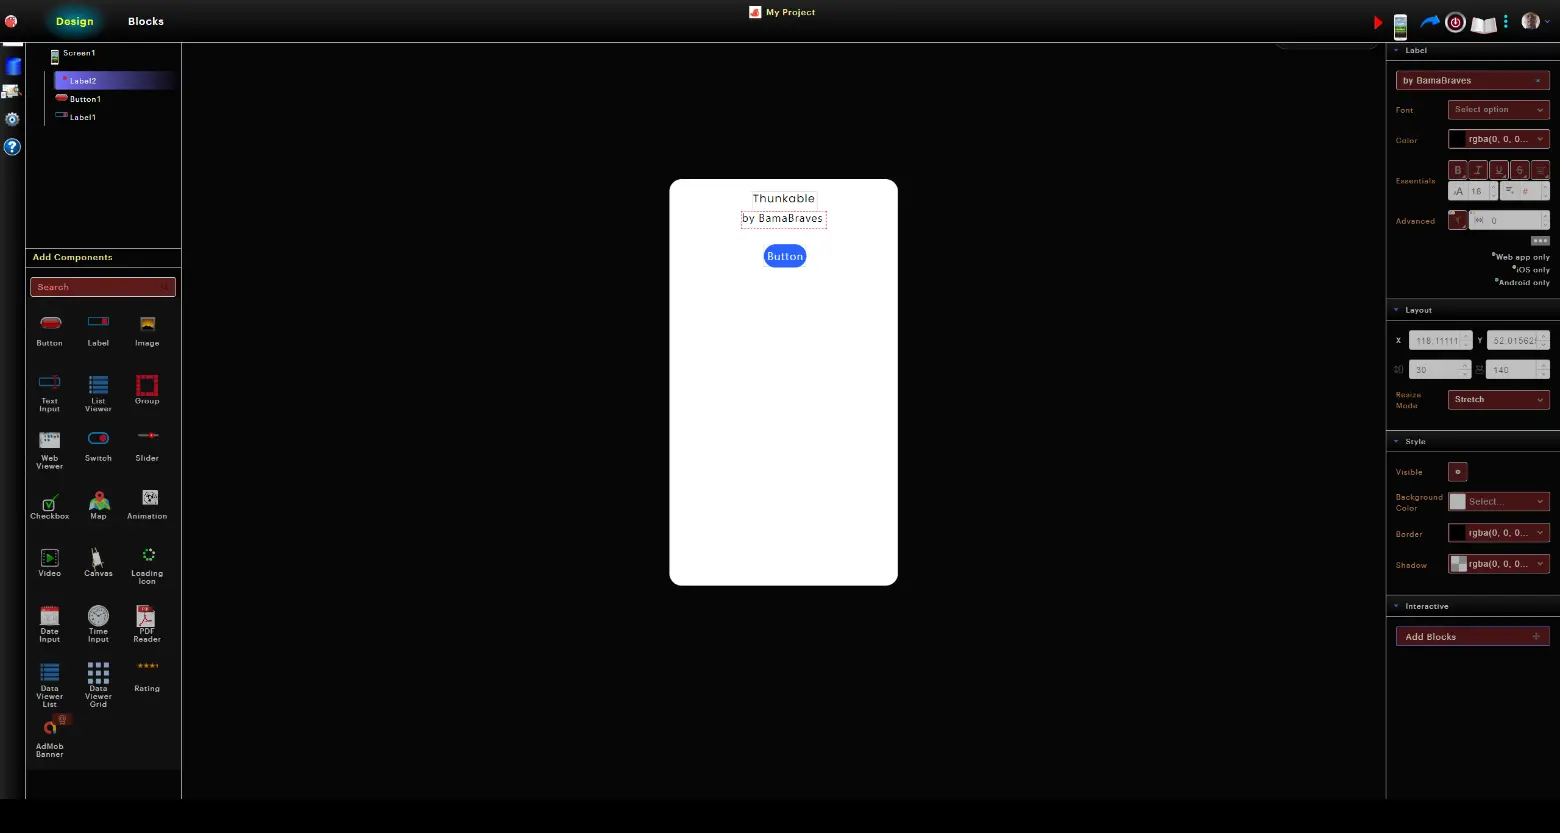 Design
Blocks
My Project
Screen1
Label2
Button1
Label1
Add Components
Search
Button
Label
Image
Text Input
List Viewer
Group
Web Viewer
Switch
Slider
Checkbox
Map
Animation
Video
Canvas
Loading Icon
Date Input
Time Input
PDF Reader
Data Viewer List
Data Viewer Grid
Rating
AdMob Banner
Thunkable
by BamaBraves
Button
Label
by BamaBraves
Font
Select option
Color
rgba(0, 0, 0...
Essentials
B I U S
A 16 #
Advanced
0
Web app only
iOS only
Android only
Layout
X 118.11111 Y 52.015625
30 140
Resize Mode
Stretch
Style
Visible
Background Color
Select...
Border
rgba(0, 0, 0...
Shadow
rgba(0, 0, 0...
Interactive
Add Blocks